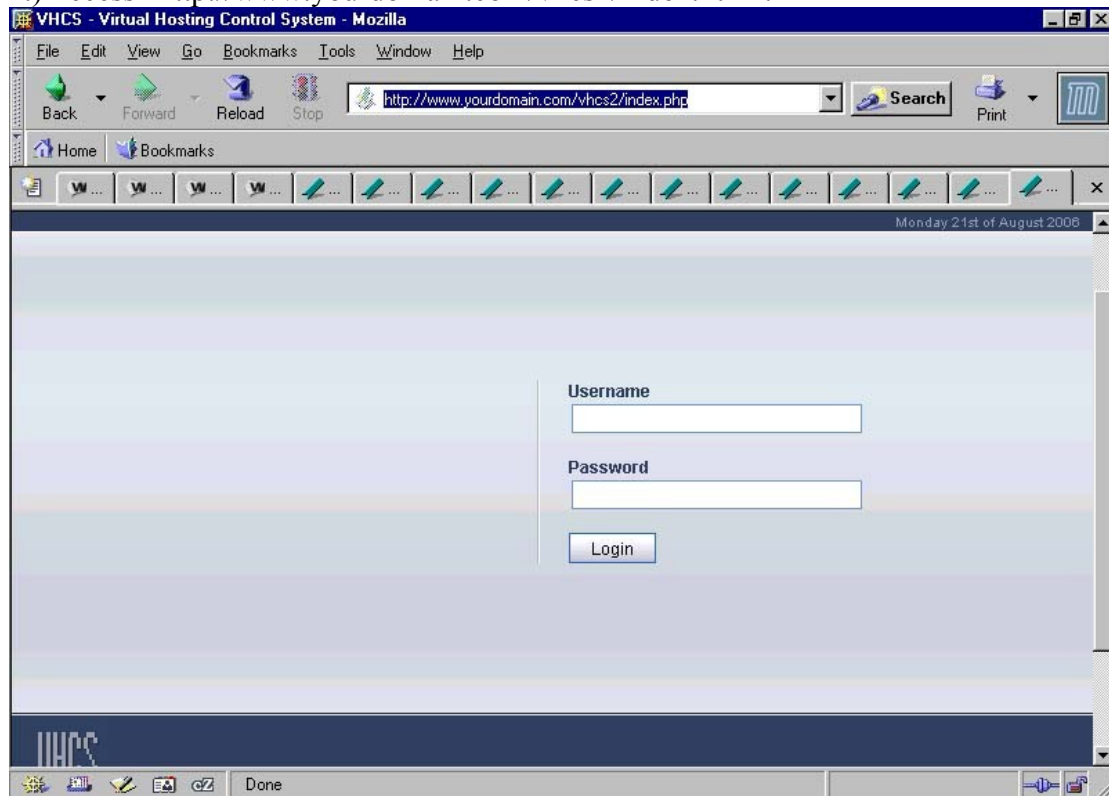 VHCS - Virtual Hosting Control System - Mozilla
File Edit View Go Bookmarks Tools Window Help
Back Forward Reload Stop http://www.yourdomain.com/vhcs2/index.php Search Print
Home Bookmarks
W ... W ... W ... W ... ... ... ... ... ... ... ... ... ... ... ... ...
Monday 21st of August 2006
Username
Password
Login
VHCS
Done